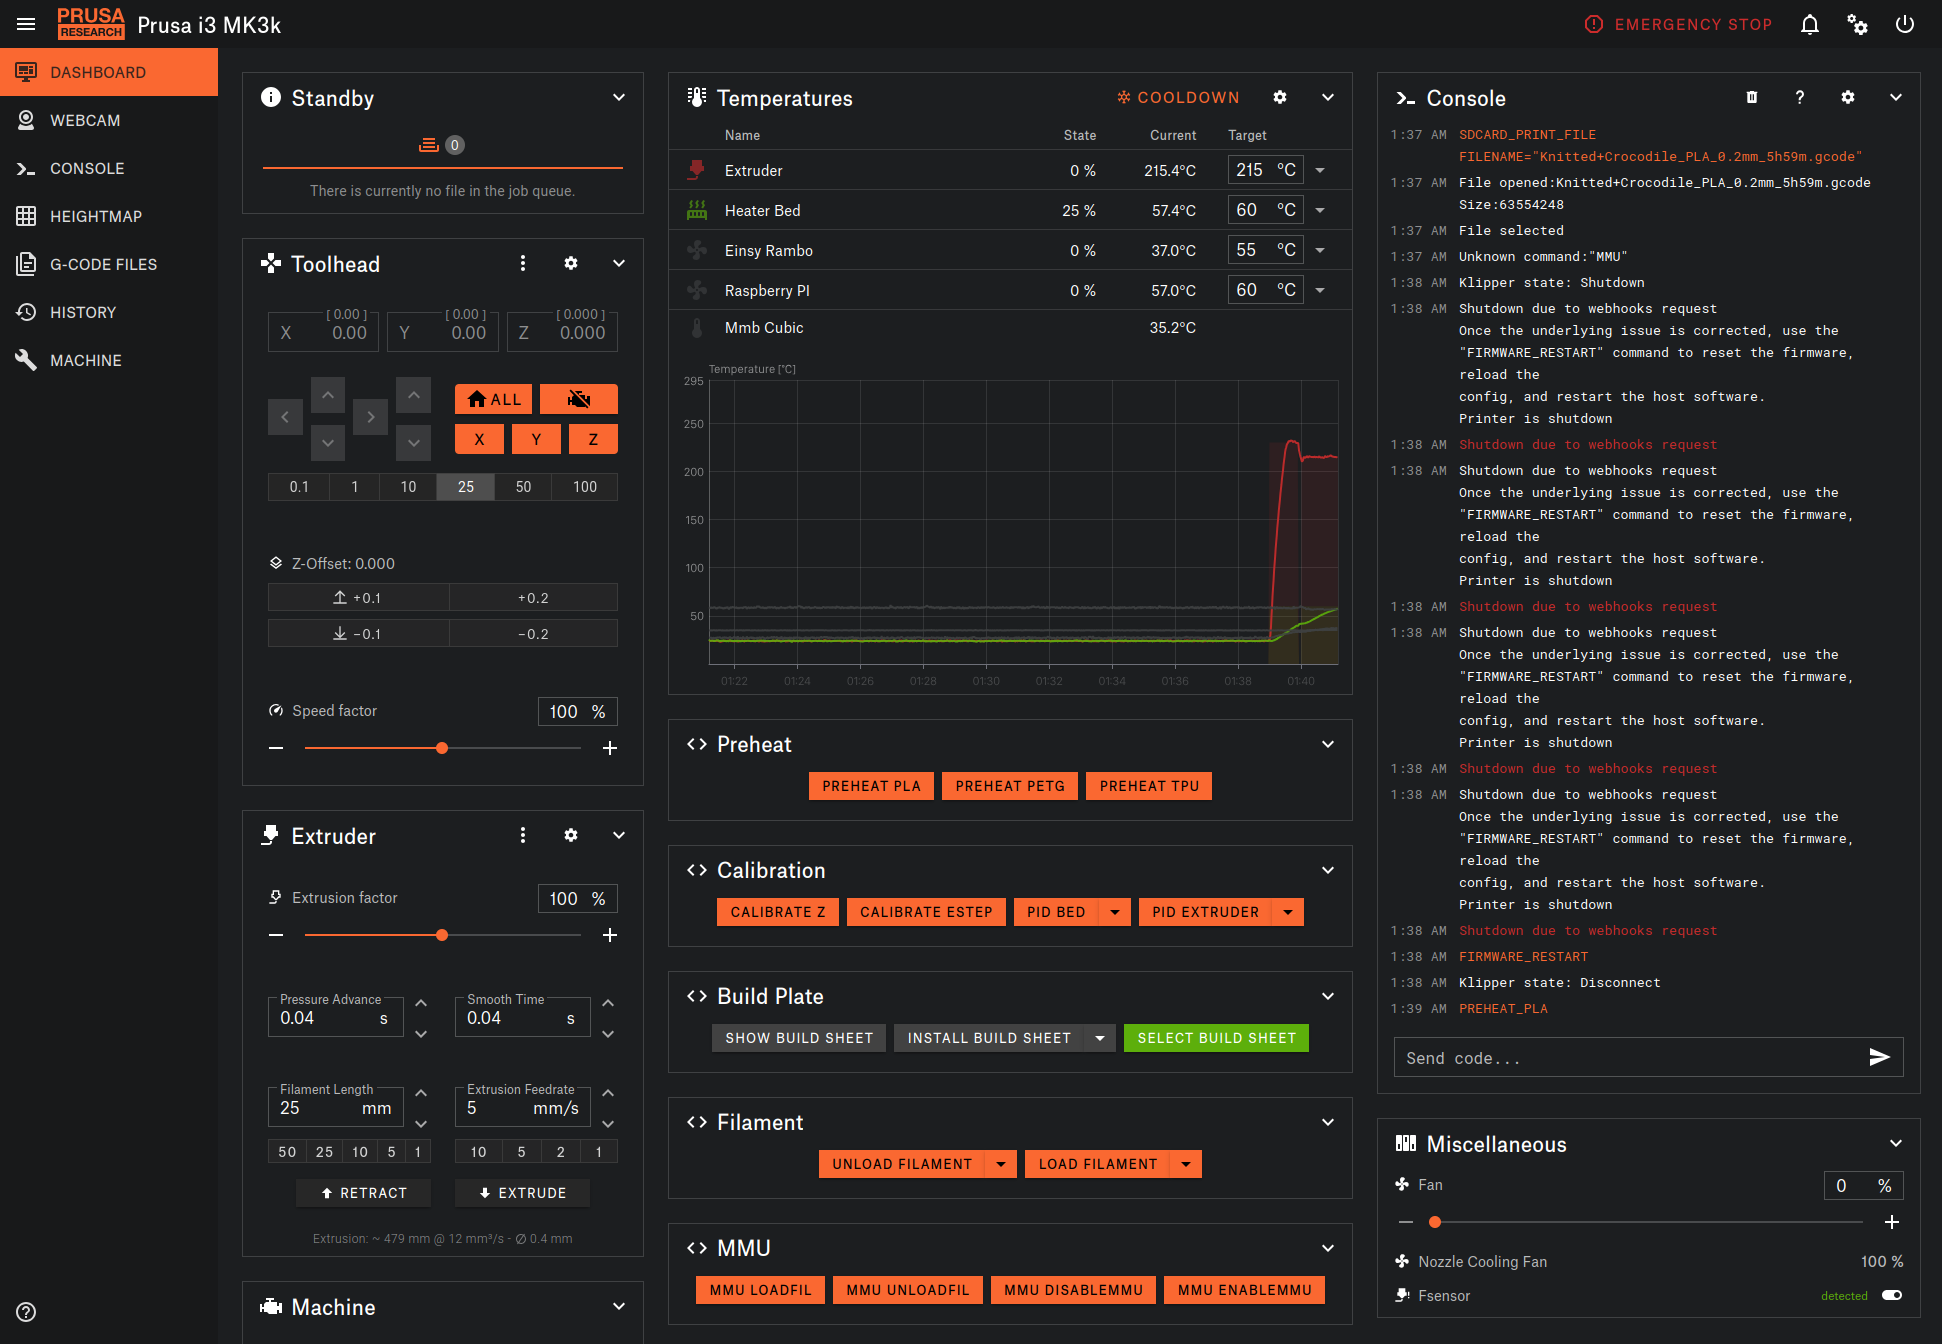 PRUSA
RESEARCH
Prusa i3 MK3k
EMERGENCY STOP
DASHBOARD
WEBCAM
CONSOLE
HEIGHTMAP
G-CODE FILES
HISTORY
MACHINE
Standby
0
There is currently no file in the job queue.
Toolhead
[ 0.00 ] [ 0.00 ] [ 0.000 ]
X 0.00 Y 0.00 Z 0.000
ALL
X Y Z
0.1 1 10 25 50 100
Z-Offset: 0.000
+0.1 +0.2
-0.1 -0.2
Speed factor 100 %
Extruder
Extrusion factor 100 %
Pressure Advance Smooth Time
0.04 s 0.04 s
Filament Length Extrusion Feedrate
25 mm 5 mm/s
50 25 10 5 1 10 5 2 1
RETRACT EXTRUDE
Extrusion: ~ 479 mm @ 12 mm³/s - Ø 0.4 mm
Machine
Temperatures COOLDOWN
Name State Current Target
Extruder 0 % 215.4°C 215 °C
Heater Bed 25 % 57.4°C 60 °C
Einsy Rambo 0 % 37.0°C 55 °C
Raspberry PI 0 % 57.0°C 60 °C
Mmb Cubic 35.2°C
Temperature [°C]
295
250
200
150
100
50
01:22 01:24 01:26 01:28 01:30 01:32 01:34 01:36 01:38 01:40
Preheat
PREHEAT PLA PREHEAT PETG PREHEAT TPU
Calibration
CALIBRATE Z CALIBRATE ESTEP PID BED PID EXTRUDER
Build Plate
SHOW BUILD SHEET INSTALL BUILD SHEET SELECT BUILD SHEET
Filament
UNLOAD FILAMENT LOAD FILAMENT
MMU
MMU LOADFIL MMU UNLOADFIL MMU DISABLEMMU MMU ENABLEMMU
Console
1:37 AM SDCARD_PRINT_FILE
FILENAME="Knitted+Crocodile_PLA_0.2mm_5h59m.gcode"
1:37 AM File opened:Knitted+Crocodile_PLA_0.2mm_5h59m.gcode
Size:63554248
1:37 AM File selected
1:37 AM Unknown command:"MMU"
1:38 AM Klipper state: Shutdown
1:38 AM Shutdown due to webhooks request
Once the underlying issue is corrected, use the
"FIRMWARE_RESTART" command to reset the firmware,
reload the
config, and restart the host software.
Printer is shutdown
1:38 AM Shutdown due to webhooks request
1:38 AM Shutdown due to webhooks request
Once the underlying issue is corrected, use the
"FIRMWARE_RESTART" command to reset the firmware,
reload the
config, and restart the host software.
Printer is shutdown
1:38 AM Shutdown due to webhooks request
1:38 AM Shutdown due to webhooks request
Once the underlying issue is corrected, use the
"FIRMWARE_RESTART" command to reset the firmware,
reload the
config, and restart the host software.
Printer is shutdown
1:38 AM Shutdown due to webhooks request
1:38 AM Shutdown due to webhooks request
Once the underlying issue is corrected, use the
"FIRMWARE_RESTART" command to reset the firmware,
reload the
config, and restart the host software.
Printer is shutdown
1:38 AM Shutdown due to webhooks request
1:38 AM FIRMWARE_RESTART
1:38 AM Klipper state: Disconnect
1:39 AM PREHEAT_PLA
Send code...
Miscellaneous
Fan 0 %
Nozzle Cooling Fan 100 %
Fsensor detected